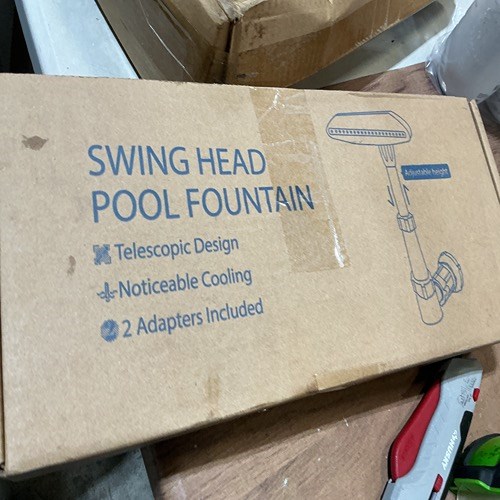 SWING HEAD
POOL FOUNTAIN
Telescopic Design
Noticeable Cooling
2 Adapters Included
Adjustable height